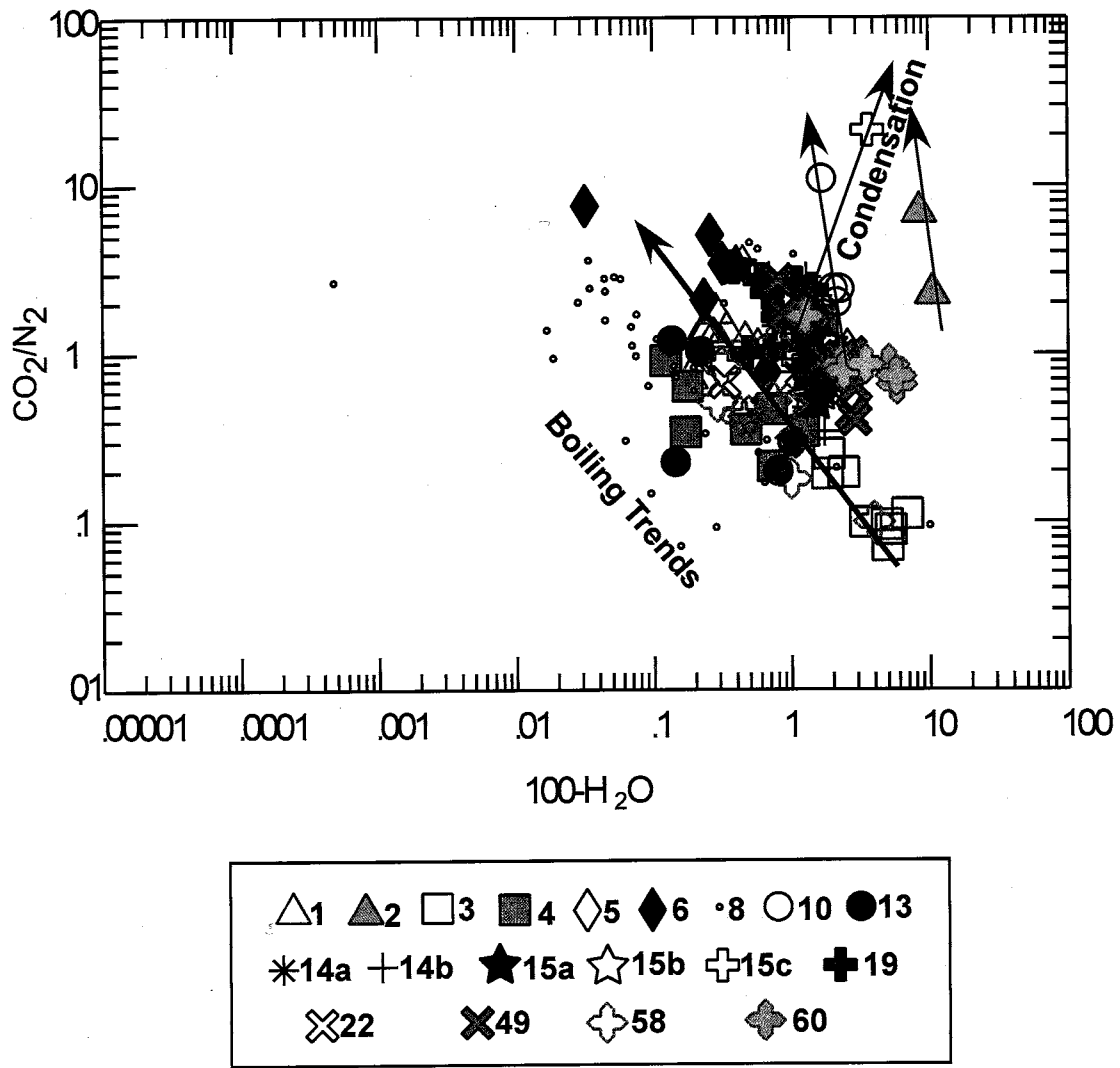 100
10
1
.1
.01
CO2/N2
.00001 .0001 .001 .01 .1 1 10 100
100-H2O
Condensation
Boiling Trends
1 2 3 4 5 6 8 10 13
14a 14b 15a 15b 15c 19
22 49 58 60